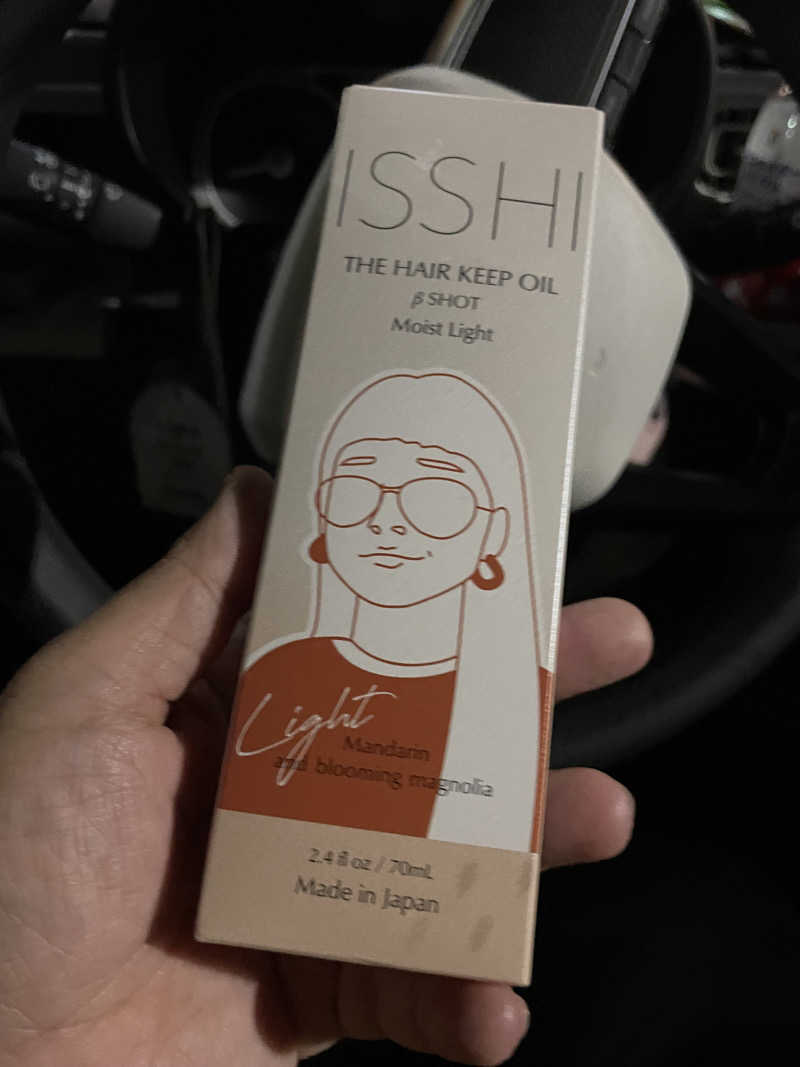 ISSHI
THE HAIR KEEP OIL
β SHOT
Moist Light
Light
Mandarin
and blooming magnolia
2.4 fl oz / 70mL
Made in Japan